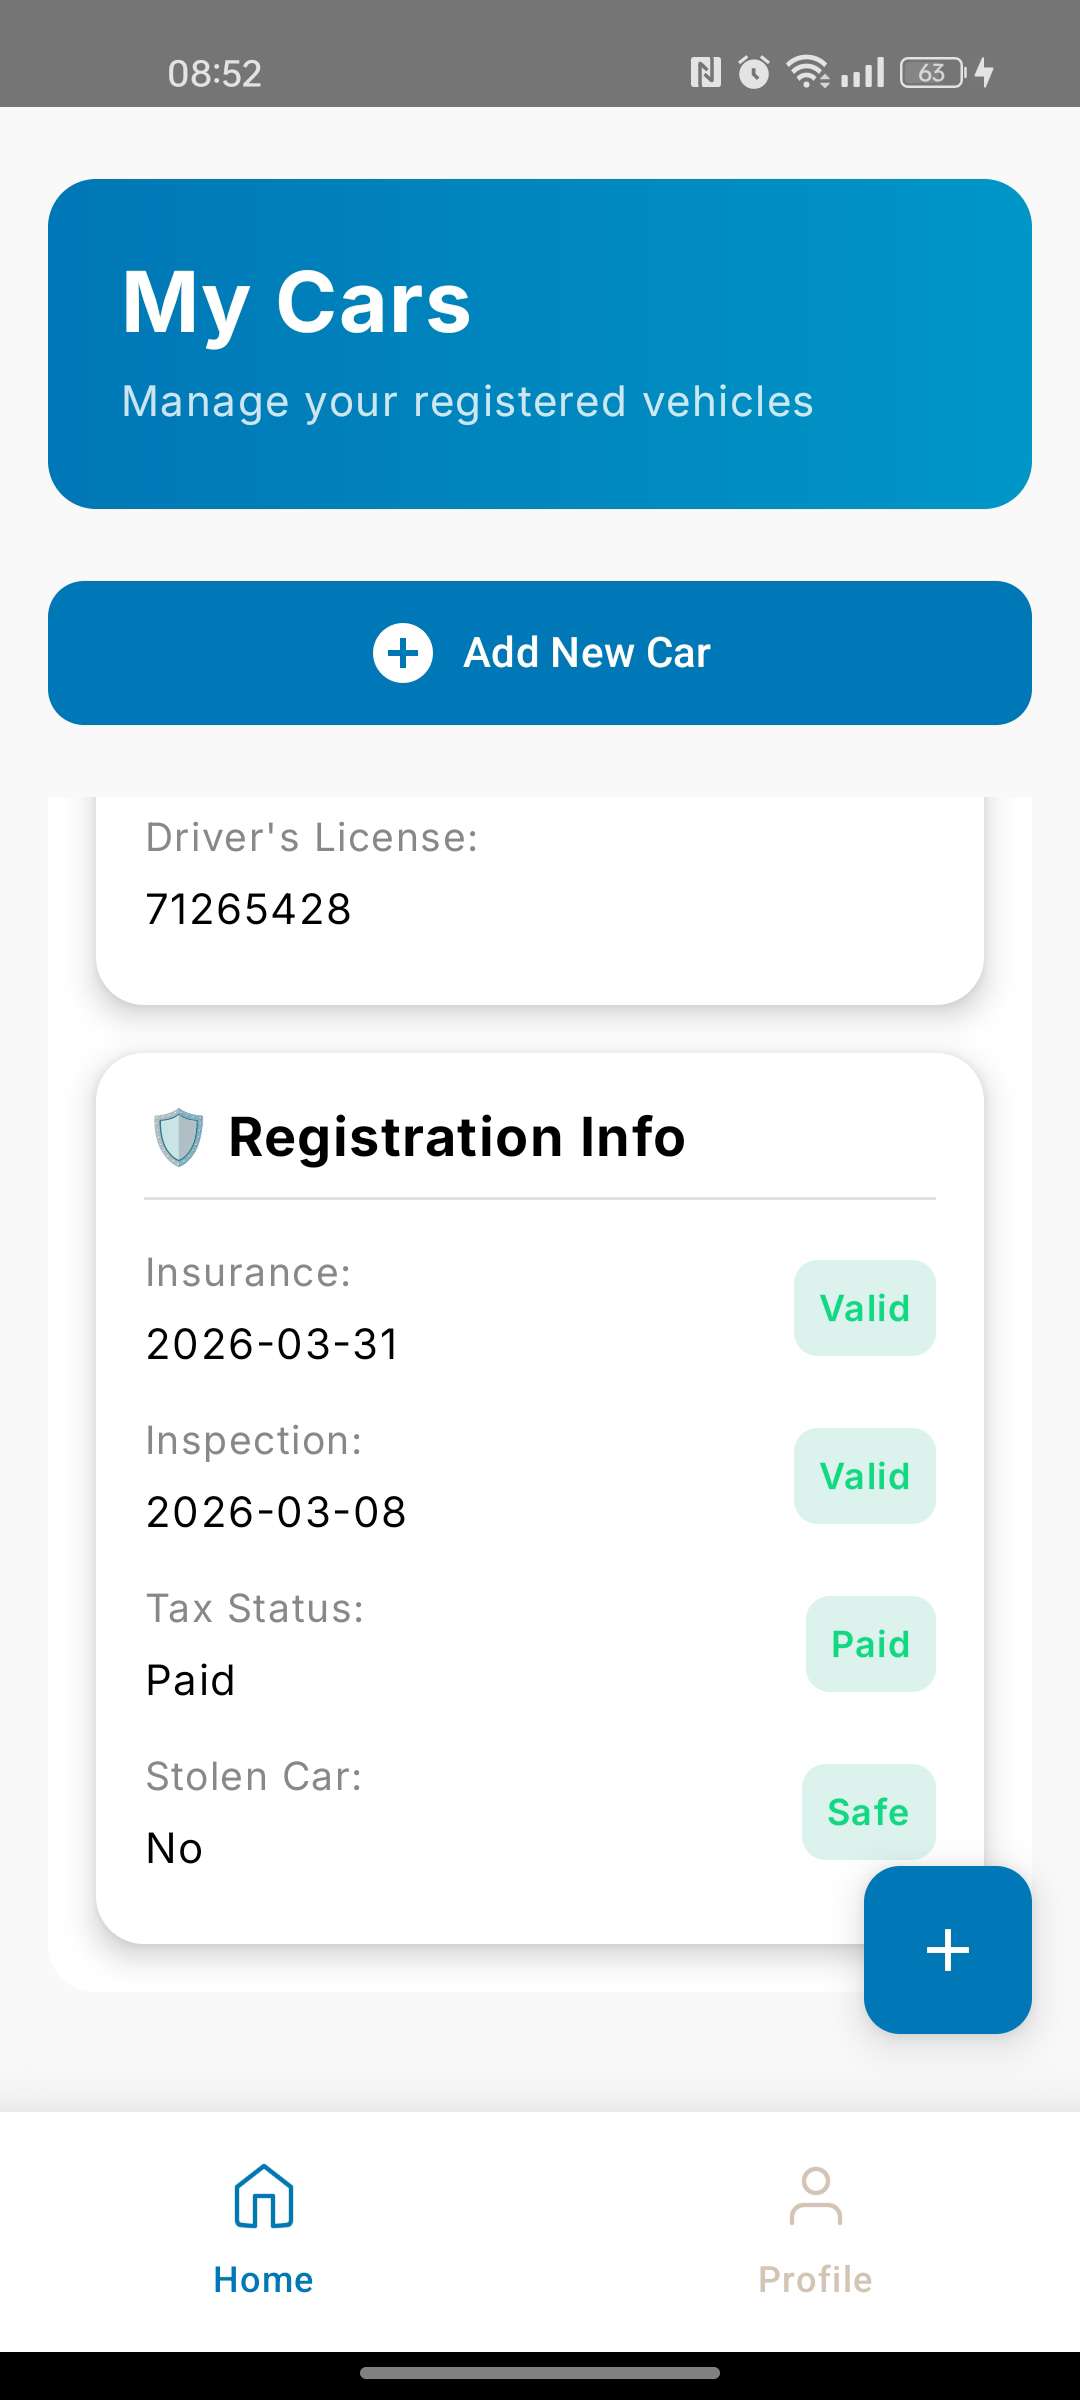 08:52
63
My Cars
Manage your registered vehicles
Add New Car
Driver's License:
71265428
Registration Info
Insurance:
2026-03-31
Valid
Inspection:
2026-03-08
Valid
Tax Status:
Paid
Paid
Stolen Car:
No
Safe
Home
Profile